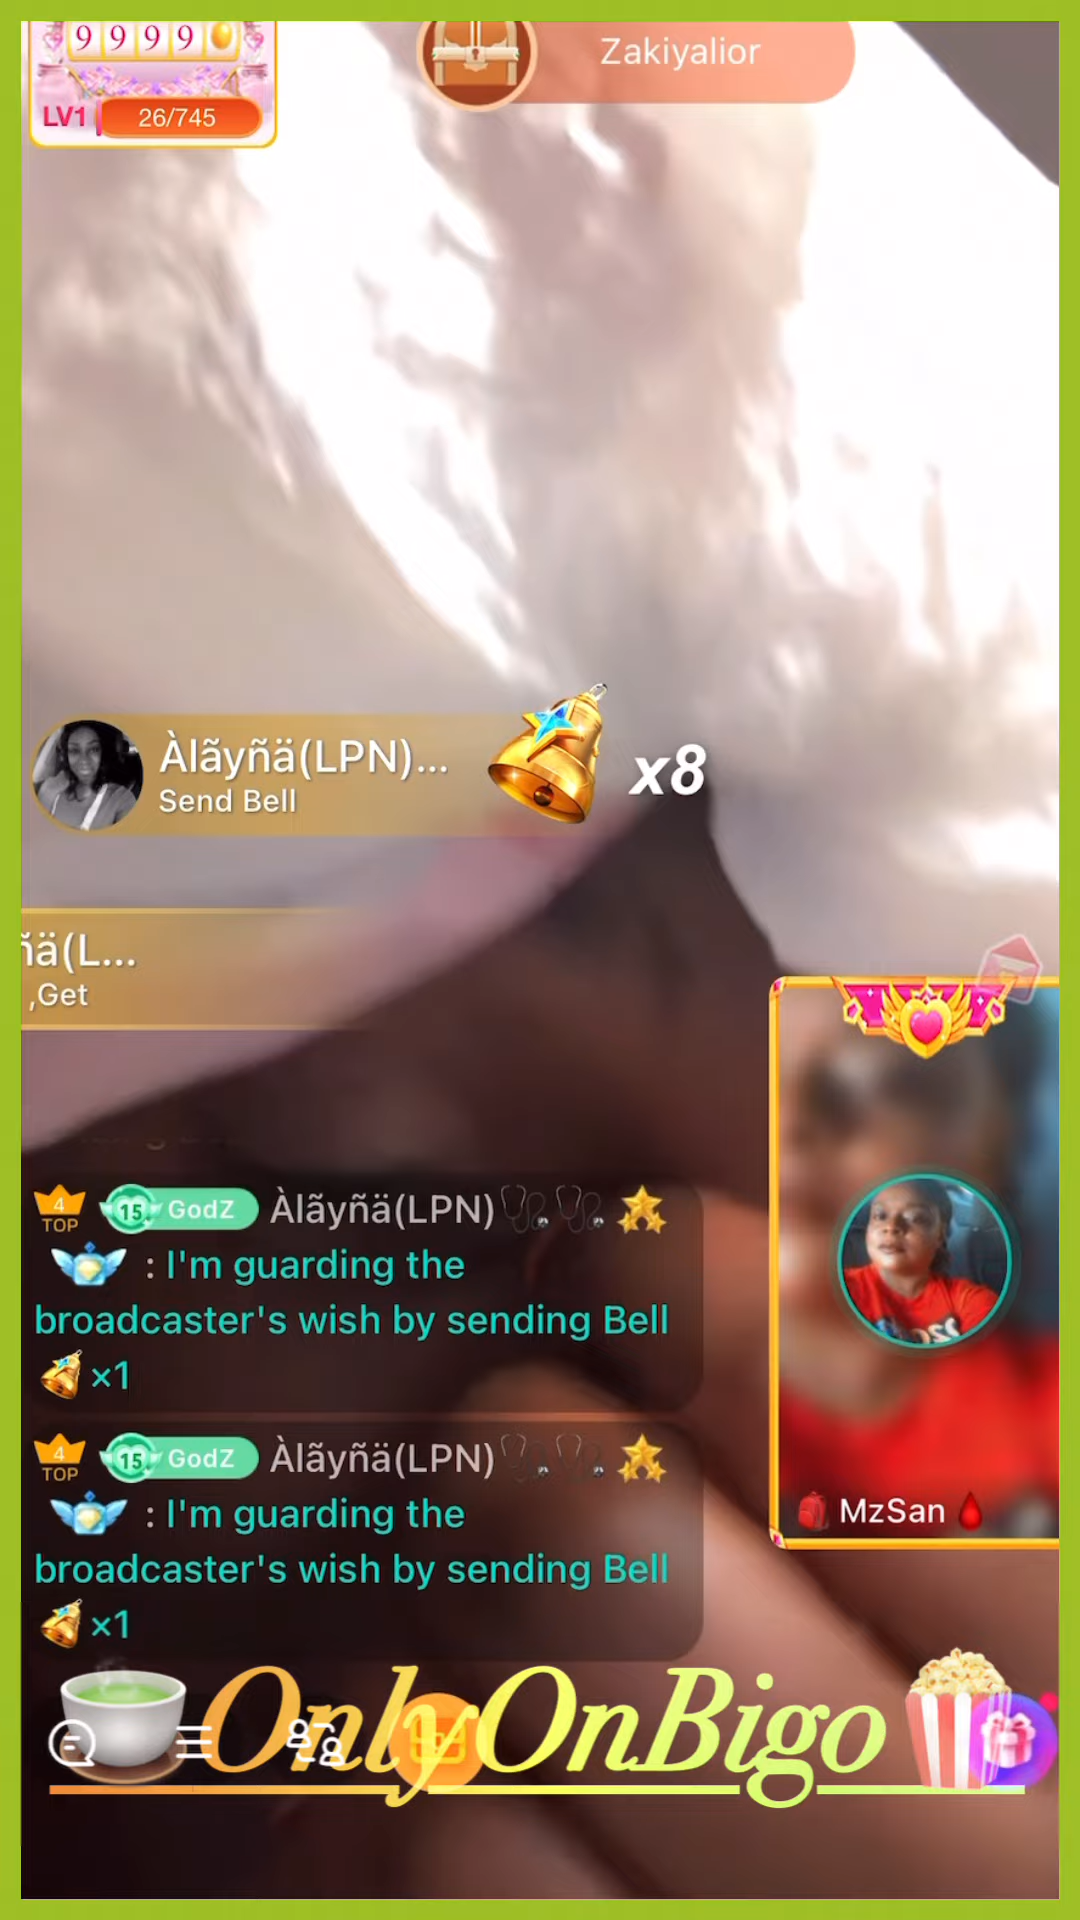 9999
LV1 26/745
Zakiyalior
Àlãyñä(LPN)...
Send Bell
x8
ñä(L...
,Get
4 TOP 15 GodZ Àlãyñä(LPN)
: I'm guarding the
broadcaster's wish by sending Bell
×1
4 TOP 15 GodZ Àlãyñä(LPN)
: I'm guarding the
broadcaster's wish by sending Bell
×1
MzSan
OnlyOnBigo